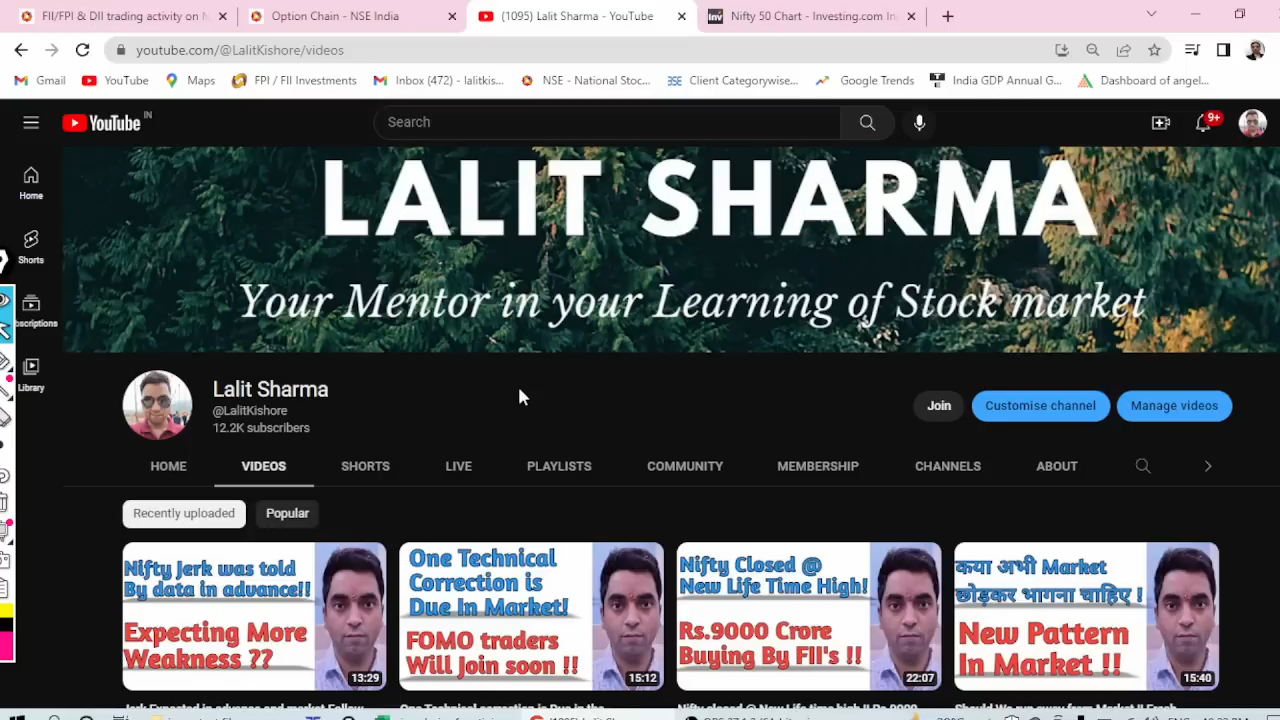 FII/FPI & DII trading activity on N
Option Chain - NSE India
(1095) Lalit Sharma - YouTube
Nifty 50 Chart - Investing.com In
youtube.com/@LalitKishore/videos
Gmail
YouTube
Maps
FPI / FII Investments
Inbox (472) - lalitkis...
NSE - National Stoc...
Client Categorywise...
Google Trends
India GDP Annual G...
Dashboard of angel...
YouTube IN
Search
9+
LALIT SHARMA
Your Mentor in your Learning of Stock market
Home
Shorts
bscriptions
Library
Lalit Sharma
@LalitKishore
12.2K subscribers
Join
Customise channel
Manage videos
HOME
VIDEOS
SHORTS
LIVE
PLAYLISTS
COMMUNITY
MEMBERSHIP
CHANNELS
ABOUT
Recently uploaded
Popular
Nifty Jerk was told
By data in advance!!
Expecting More
Weakness ??
13:29
One Technical
Correction is
Due In Market!
FOMO traders
Will Join soon !!
15:12
Nifty Closed @
New Life Time High!
Rs.9000 Crore
Buying By FII's !!
22:07
क्या अभी Market
छोड़कर भागना चाहिए !
New Pattern
In Market !!
15:40